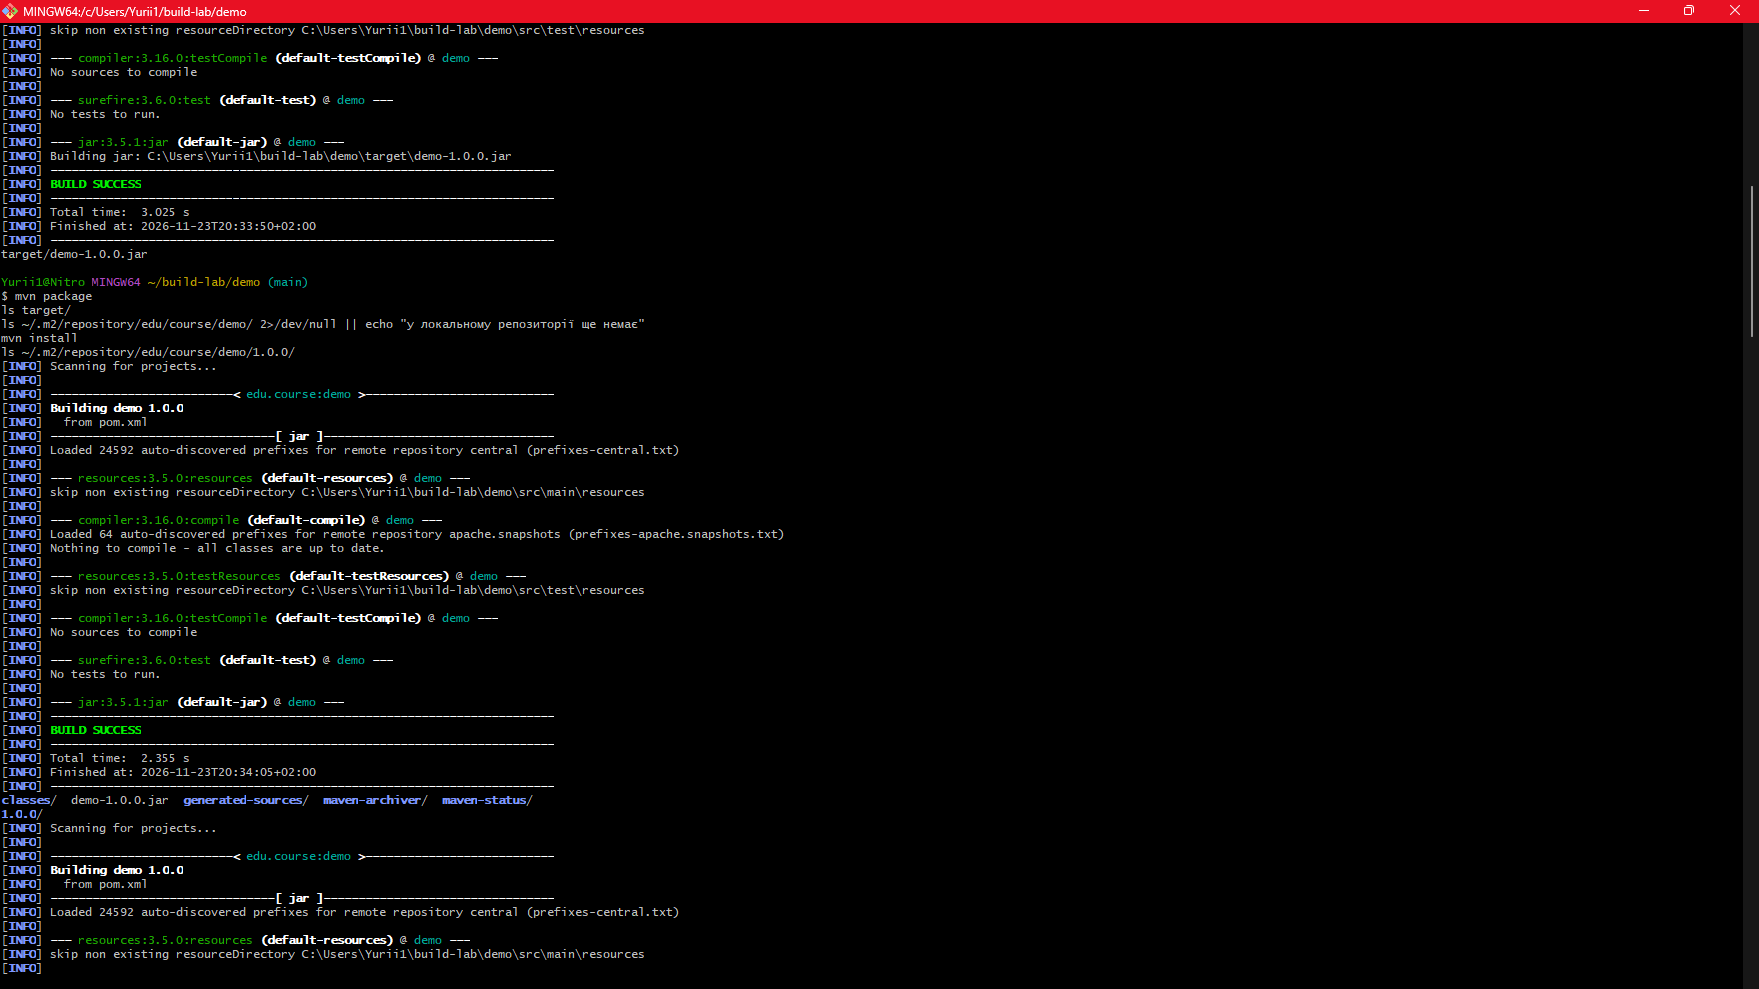 MINGW64:/c/Users/Yurii1/build-lab/demo
[INFO] skip non existing resourceDirectory C:\Users\Yurii1\build-lab\demo\src\test\resources
[INFO]
[INFO] --- compiler:3.16.0:testCompile (default-testCompile) @ demo ---
[INFO] No sources to compile
[INFO]
[INFO] --- surefire:3.6.0:test (default-test) @ demo ---
[INFO] No tests to run.
[INFO]
[INFO] --- jar:3.5.1:jar (default-jar) @ demo ---
[INFO] Building jar: C:\Users\Yurii1\build-lab\demo\target\demo-1.0.0.jar
[INFO] ------------------------------------------------------------------------
[INFO] BUILD SUCCESS
[INFO] ------------------------------------------------------------------------
[INFO] Total time:  3.025 s
[INFO] Finished at: 2026-11-23T20:33:50+02:00
[INFO] ------------------------------------------------------------------------
target/demo-1.0.0.jar
Yurii1@Nitro MINGW64 ~/build-lab/demo (main)
$ mvn package
ls target/
ls ~/.m2/repository/edu/course/demo/ 2>/dev/null || echo "у локальному репозиторії ще немає"
mvn install
ls ~/.m2/repository/edu/course/demo/1.0.0/
[INFO] Scanning for projects...
[INFO]
[INFO] --------------------------< edu.course:demo >---------------------------
[INFO] Building demo 1.0.0
[INFO]   from pom.xml
[INFO] --------------------------------[ jar ]---------------------------------
[INFO] Loaded 24592 auto-discovered prefixes for remote repository central (prefixes-central.txt)
[INFO]
[INFO] --- resources:3.5.0:resources (default-resources) @ demo ---
[INFO] skip non existing resourceDirectory C:\Users\Yurii1\build-lab\demo\src\main\resources
[INFO]
[INFO] --- compiler:3.16.0:compile (default-compile) @ demo ---
[INFO] Loaded 64 auto-discovered prefixes for remote repository apache.snapshots (prefixes-apache.snapshots.txt)
[INFO] Nothing to compile - all classes are up to date.
[INFO]
[INFO] --- resources:3.5.0:testResources (default-testResources) @ demo ---
[INFO] skip non existing resourceDirectory C:\Users\Yurii1\build-lab\demo\src\test\resources
[INFO]
[INFO] --- compiler:3.16.0:testCompile (default-testCompile) @ demo ---
[INFO] No sources to compile
[INFO]
[INFO] --- surefire:3.6.0:test (default-test) @ demo ---
[INFO] No tests to run.
[INFO]
[INFO] --- jar:3.5.1:jar (default-jar) @ demo ---
[INFO] ------------------------------------------------------------------------
[INFO] BUILD SUCCESS
[INFO] ------------------------------------------------------------------------
[INFO] Total time:  2.355 s
[INFO] Finished at: 2026-11-23T20:34:05+02:00
[INFO] ------------------------------------------------------------------------
classes/  demo-1.0.0.jar  generated-sources/  maven-archiver/  maven-status/
1.0.0/
[INFO] Scanning for projects...
[INFO]
[INFO] --------------------------< edu.course:demo >---------------------------
[INFO] Building demo 1.0.0
[INFO]   from pom.xml
[INFO] --------------------------------[ jar ]---------------------------------
[INFO] Loaded 24592 auto-discovered prefixes for remote repository central (prefixes-central.txt)
[INFO]
[INFO] --- resources:3.5.0:resources (default-resources) @ demo ---
[INFO] skip non existing resourceDirectory C:\Users\Yurii1\build-lab\demo\src\main\resources
[INFO]